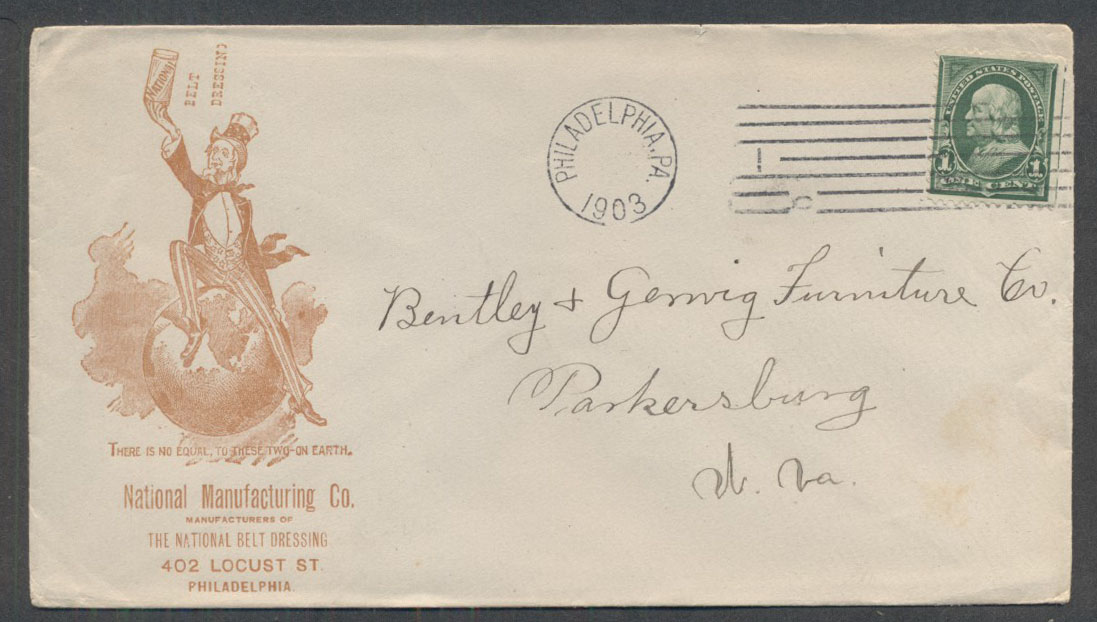 NATIONAL
BELT
DRESSING
THERE IS NO EQUAL, TO THESE TWO-ON EARTH.
National Manufacturing Co.
MANUFACTURERS OF
THE NATIONAL BELT DRESSING
402 LOCUST ST.
PHILADELPHIA.
PHILADELPHIA, PA.
1903
UNITED STATES POSTAGE
1 1
ONE CENT
Bentley & Gerwig Furniture Co.
Parkersburg
W. Va.